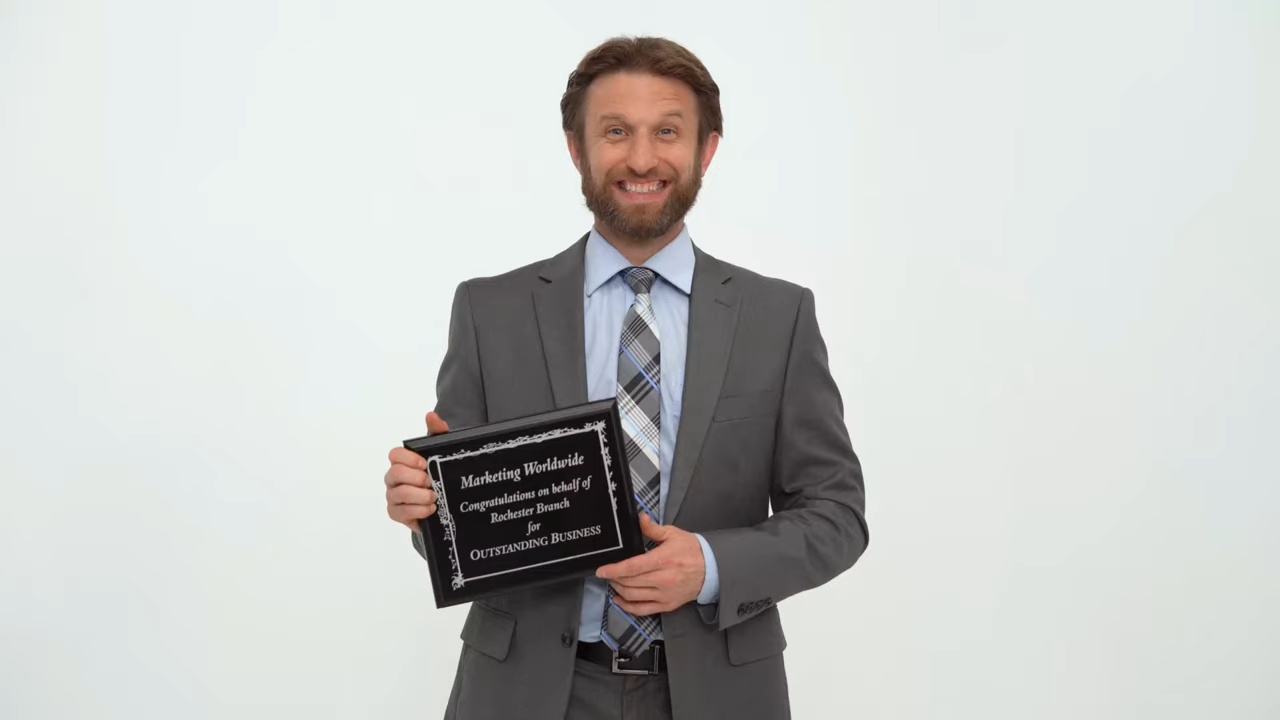 Marketing Worldwide
Congratulations on behalf of
Rochester Branch
for
OUTSTANDING BUSINESS